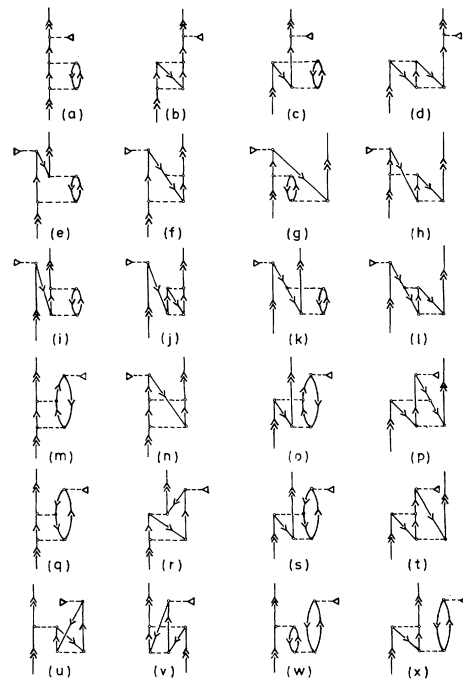 (a) (b) (c) (d)
(e) (f) (g) (h)
(i) (j) (k) (l)
(m) (n) (o) (p)
(q) (r) (s) (t)
(u) (v) (w) (x)